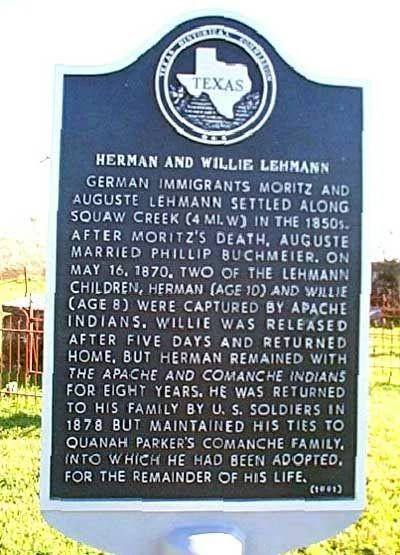 TEXAS HISTORICAL COMMISSION
TEXAS
HERMAN AND WILLIE LEHMANN
GERMAN IMMIGRANTS MORITZ AND
AUGUSTE LEHMANN SETTLED ALONG
SQUAW CREEK (4 MI. W) IN THE 1850s.
AFTER MORITZ'S DEATH, AUGUSTE
MARRIED PHILLIP BUCHMEIER. ON
MAY 16, 1870, TWO OF THE LEHMANN
CHILDREN, HERMAN (AGE 10) AND WILLIE
(AGE 8) WERE CAPTURED BY APACHE
INDIANS. WILLIE WAS RELEASED
AFTER FIVE DAYS AND RETURNED
HOME, BUT HERMAN REMAINED WITH
THE APACHE AND COMANCHE INDIANS
FOR EIGHT YEARS. HE WAS RETURNED
TO HIS FAMILY BY U. S. SOLDIERS IN
1878 BUT MAINTAINED HIS TIES TO
QUANAH PARKER'S COMANCHE FAMILY,
INTO WHICH HE HAD BEEN ADOPTED,
FOR THE REMAINDER OF HIS LIFE.